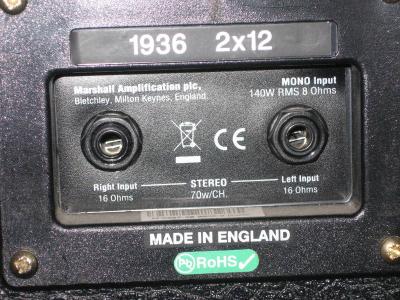 1936 2x12
Marshall Amplification plc,
Bletchley, Milton Keynes, England.
MONO Input
140W RMS 8 Ohms
CE
Right Input
16 Ohms
STEREO
70w/CH.
Left Input
16 Ohms
MADE IN ENGLAND
Pb RoHS